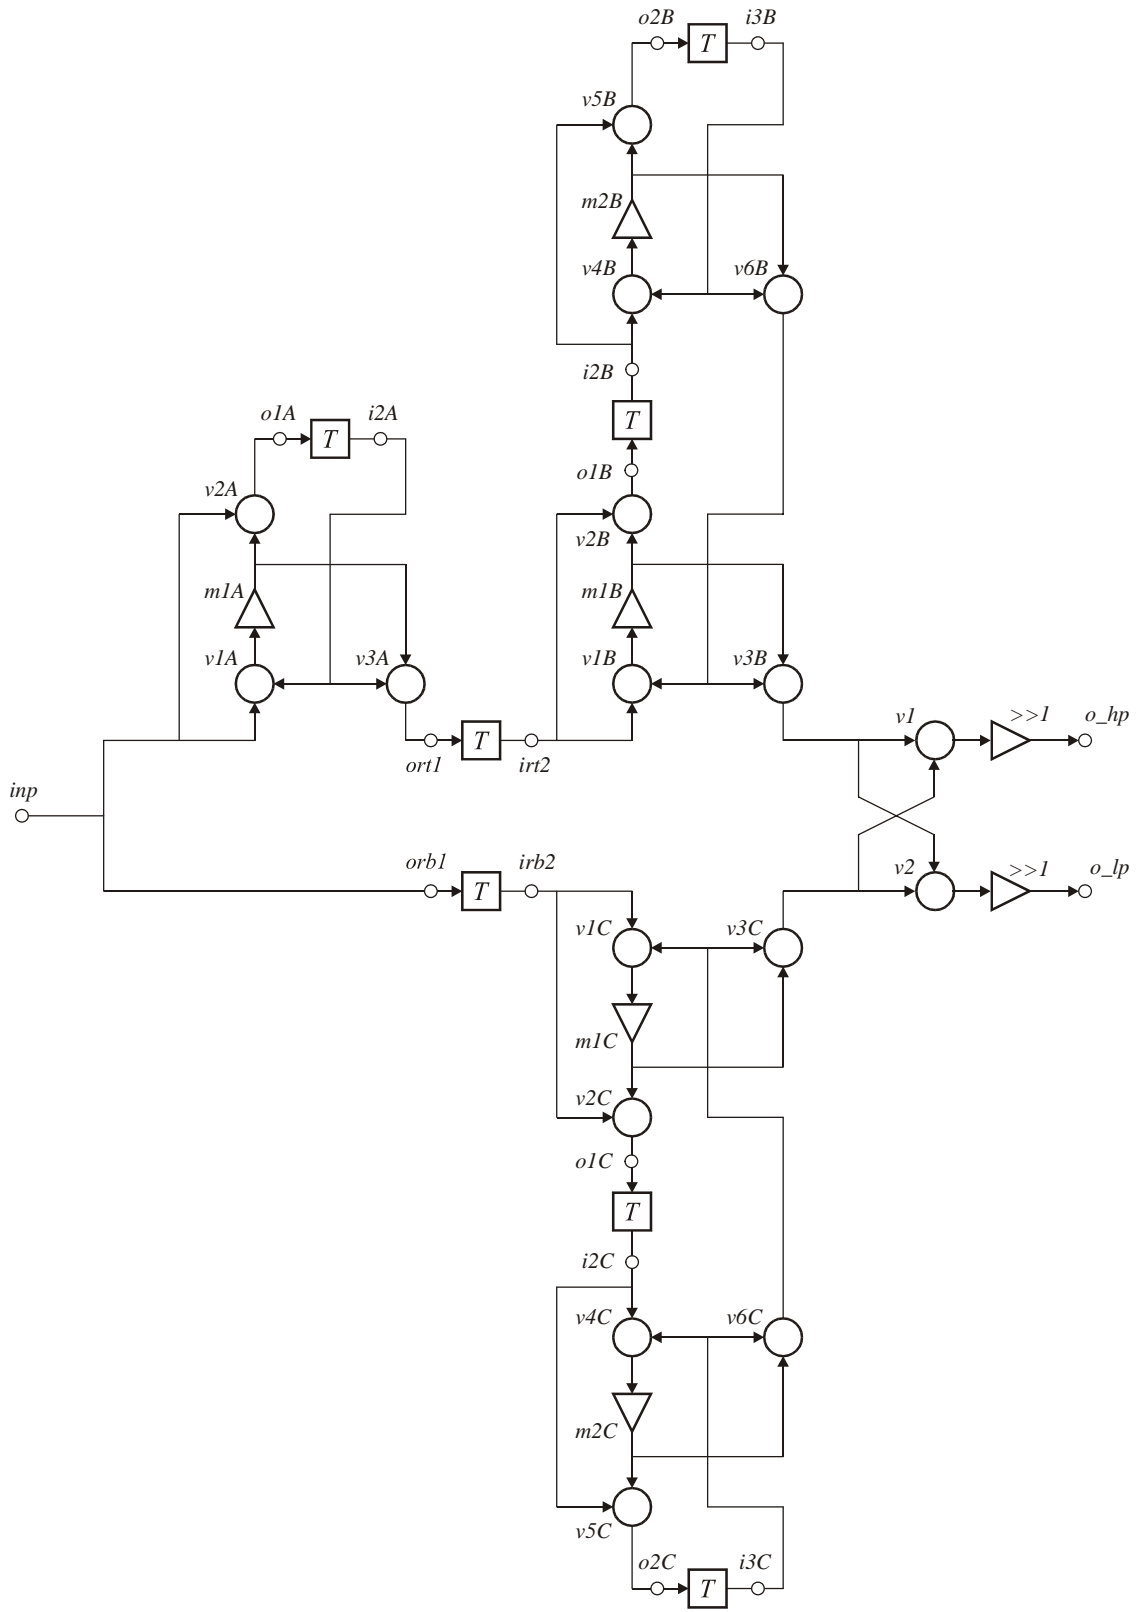 o2B i3B
T
v5B
m2B
v4B v6B
i2B
T
o1A i2A
T
o1B
v2A
v2B
m1A m1B
v1A v3A v1B v3B
T
ort1 irt2
v1 >>1 o_hp
inp
orb1 irb2
T
v2 >>1 o_lp
v1C v3C
m1C
v2C
o1C
T
i2C
v4C v6C
m2C
v5C
o2C i3C
T